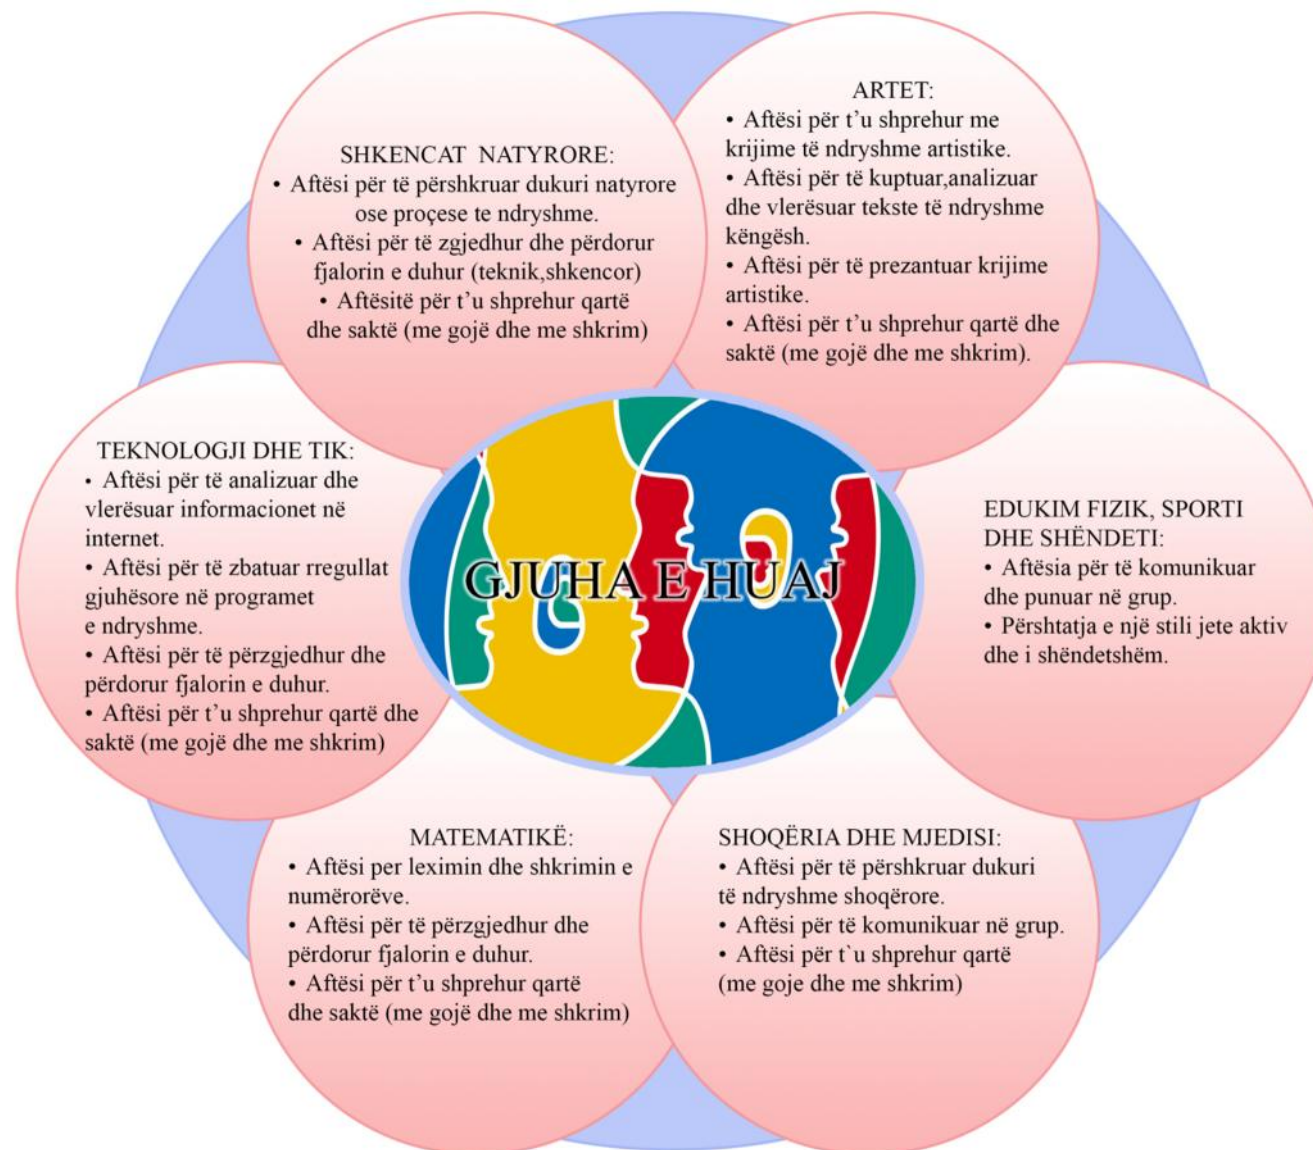 SHKENCAT NATYRORE:
• Aftësi për të përshkruar dukuri natyrore
ose proçese te ndryshme.
• Aftësi për të zgjedhur dhe përdorur
fjalorin e duhur (teknik,shkencor)
• Aftësitë për t’u shprehur qartë
dhe saktë (me gojë dhe me shkrim)
ARTET:
• Aftësi për t’u shprehur me
krijime të ndryshme artistike.
• Aftësi për të kuptuar,analizuar
dhe vlerësuar tekste të ndryshme
këngësh.
• Aftësi për të prezantuar krijime
artistike.
• Aftësi për t’u shprehur qartë dhe
saktë (me gojë dhe me shkrim).
TEKNOLOGJI DHE TIK:
• Aftësi për të analizuar dhe
vlerësuar informacionet në
internet.
• Aftësi për të zbatuar rregullat
gjuhësore në programet
e ndryshme.
• Aftësi për të përzgjedhur dhe
përdorur fjalorin e duhur.
• Aftësi për t’u shprehur qartë dhe
saktë (me gojë dhe me shkrim)
GJUHA E HUAJ
EDUKIM FIZIK, SPORTI
DHE SHËNDETI:
• Aftësia për të komunikuar
dhe punuar në grup.
• Përshtatja e një stili jete aktiv
dhe i shëndetshëm.
MATEMATIKË:
• Aftësi per leximin dhe shkrimin e
numërorëve.
• Aftësi për të përzgjedhur dhe
përdorur fjalorin e duhur.
• Aftësi për t’u shprehur qartë
dhe saktë (me gojë dhe me shkrim)
SHOQËRIA DHE MJEDISI:
• Aftësi për të përshkruar dukuri
të ndryshme shoqërore.
• Aftësi për të komunikuar në grup.
• Aftësi për t`u shprehur qartë
(me goje dhe me shkrim)